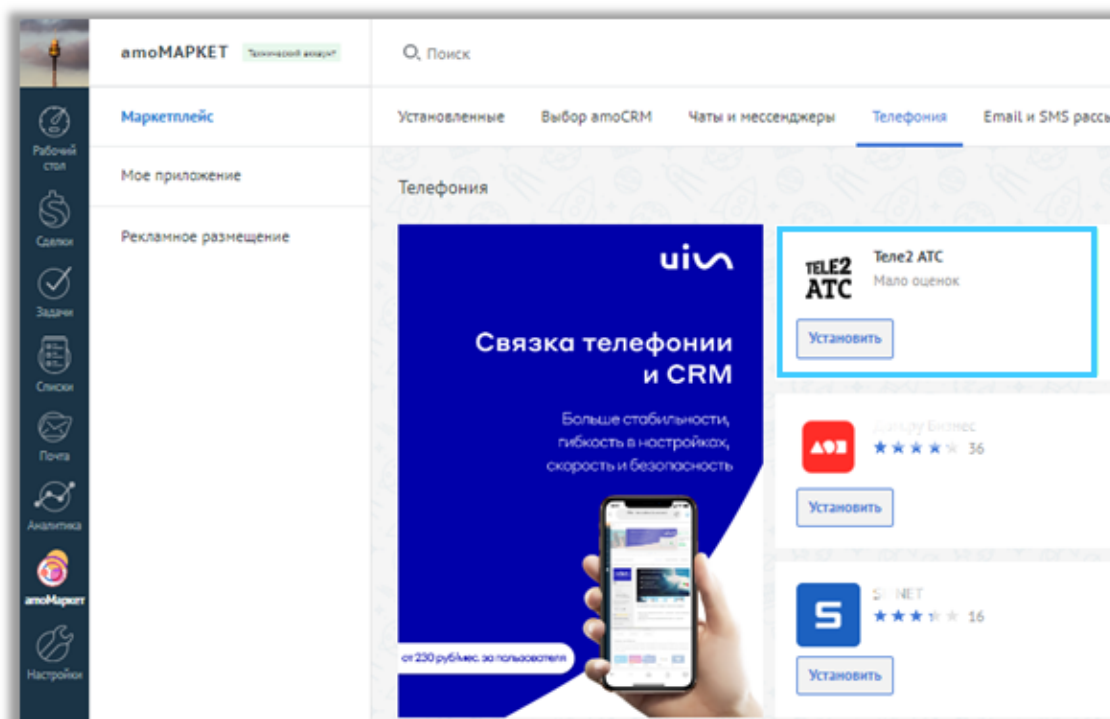 amoМАРКЕТ
Технический аккаунт
Поиск
Маркетплейс
Мое приложение
Рекламное размещение
Рабочий
стол
Сделки
Задачи
Списки
Почта
Аналитика
amoМаркет
Настройки
Установленные
Выбор amoCRM
Чаты и мессенджеры
Телефония
Email и SMS рассы
Телефония
uis
Связка телефонии
и CRM
Больше стабильности,
гибкость в настройках,
скорость и безопасность
от 230 руб/мес. за пользователя
TELE2
АТС
Теле2 АТС
Мало оценок
Установить
Бизнес
36
Установить
S
NET
16
Установить